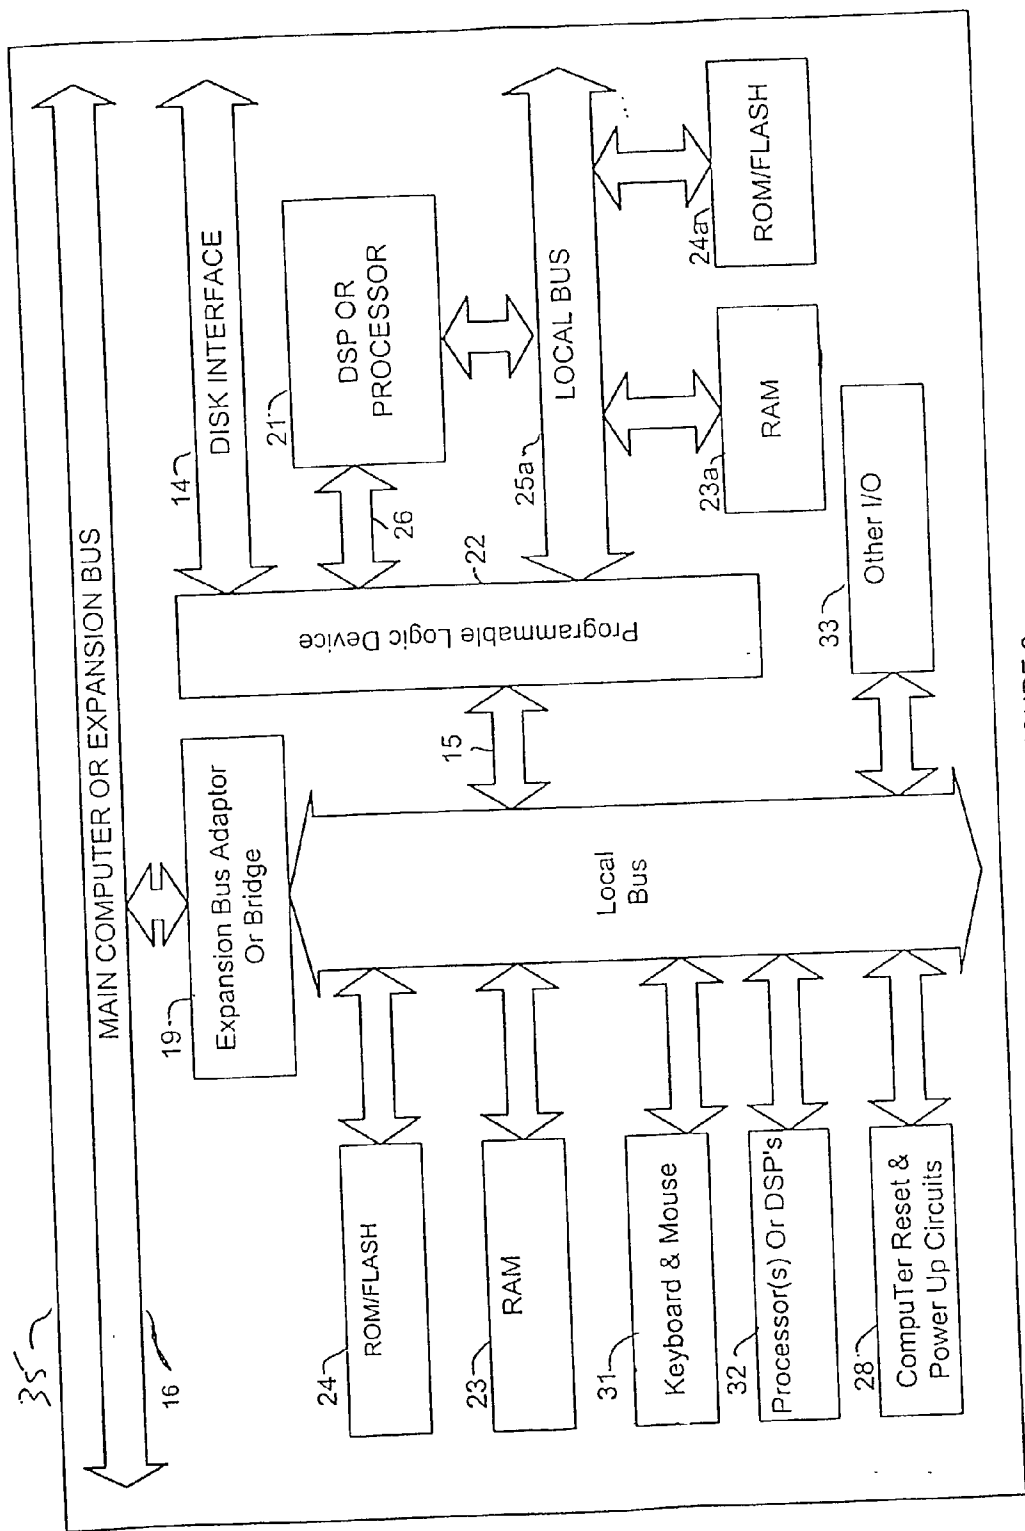 35
MAIN COMPUTER OR EXPANSION BUS
16
14
DISK INTERFACE
19
Expansion Bus Adaptor
Or Bridge
21
DSP OR
PROCESSOR
26
22
Programmable Logic Device
25a
LOCAL BUS
15
24
ROM/FLASH
23
RAM
31
Keyboard & Mouse
32
Processor(s) Or DSP's
28
CompuTer Reset &
Power Up Circuits
Local
Bus
23a
RAM
24a
ROM/FLASH
33
Other I/O